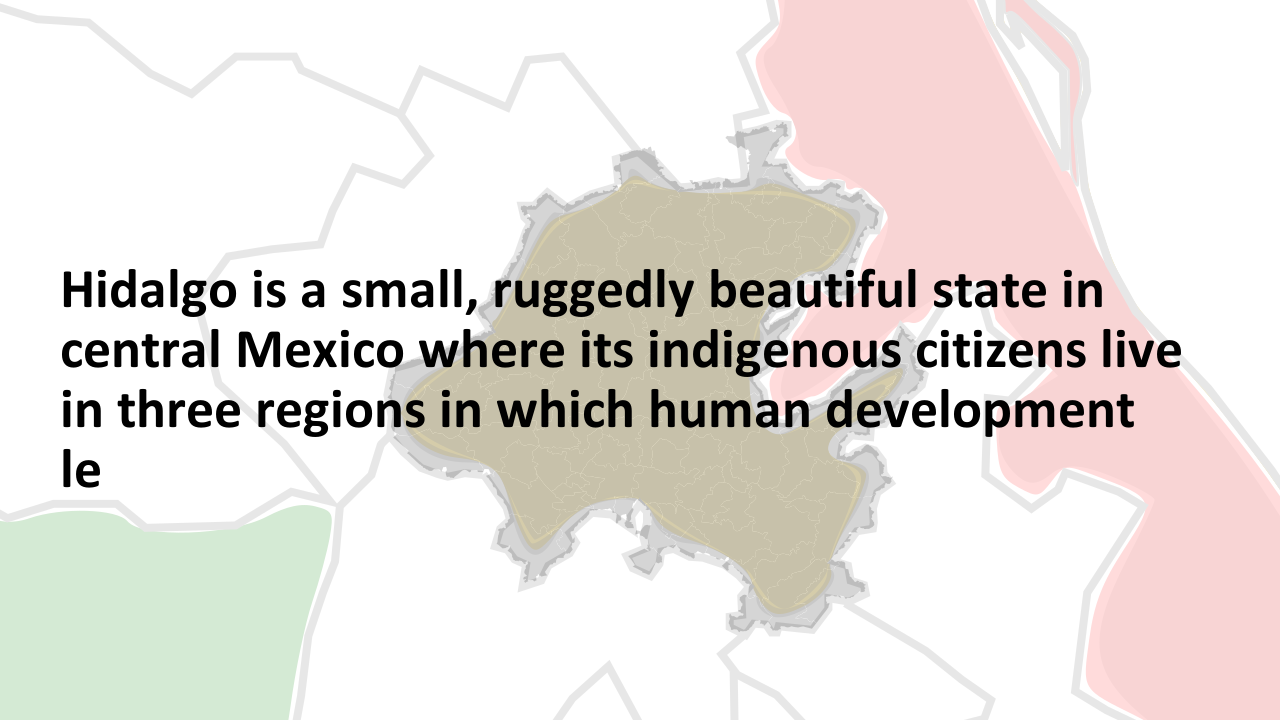 Hidalgo is a small, ruggedly beautiful state in
central Mexico where its indigenous citizens live
in three regions in which human development
le